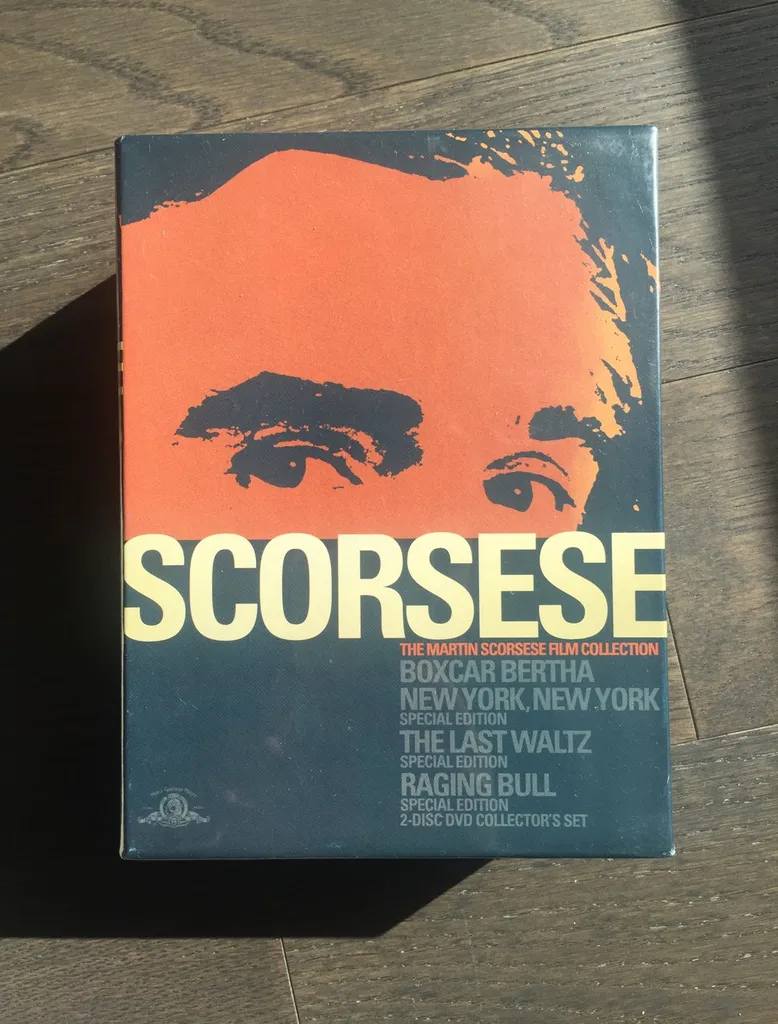 SCORSESE
THE MARTIN SCORSESE FILM COLLECTION
BOXCAR BERTHA
NEW YORK, NEW YORK
SPECIAL EDITION
THE LAST WALTZ
SPECIAL EDITION
RAGING BULL
SPECIAL EDITION
2-DISC DVD COLLECTOR'S SET